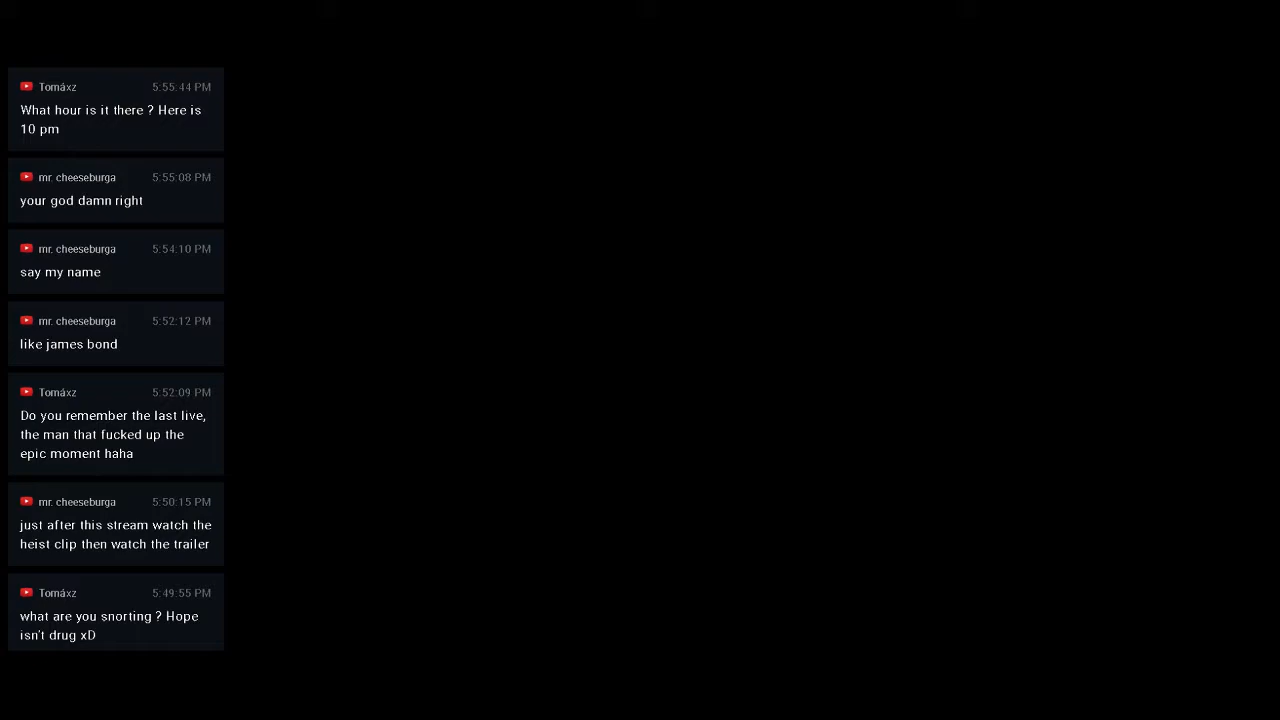 Tomáxz 5:55:44 PM
What hour is it there ? Here is
10 pm
mr. cheeseburga 5:55:08 PM
your god damn right
mr. cheeseburga 5:54:10 PM
say my name
mr. cheeseburga 5:52:12 PM
like james bond
Tomáxz 5:52:09 PM
Do you remember the last live,
the man that fucked up the
epic moment haha
mr. cheeseburga 5:50:15 PM
just after this stream watch the
heist clip then watch the trailer
Tomáxz 5:49:55 PM
what are you snorting ? Hope
isn't drug xD